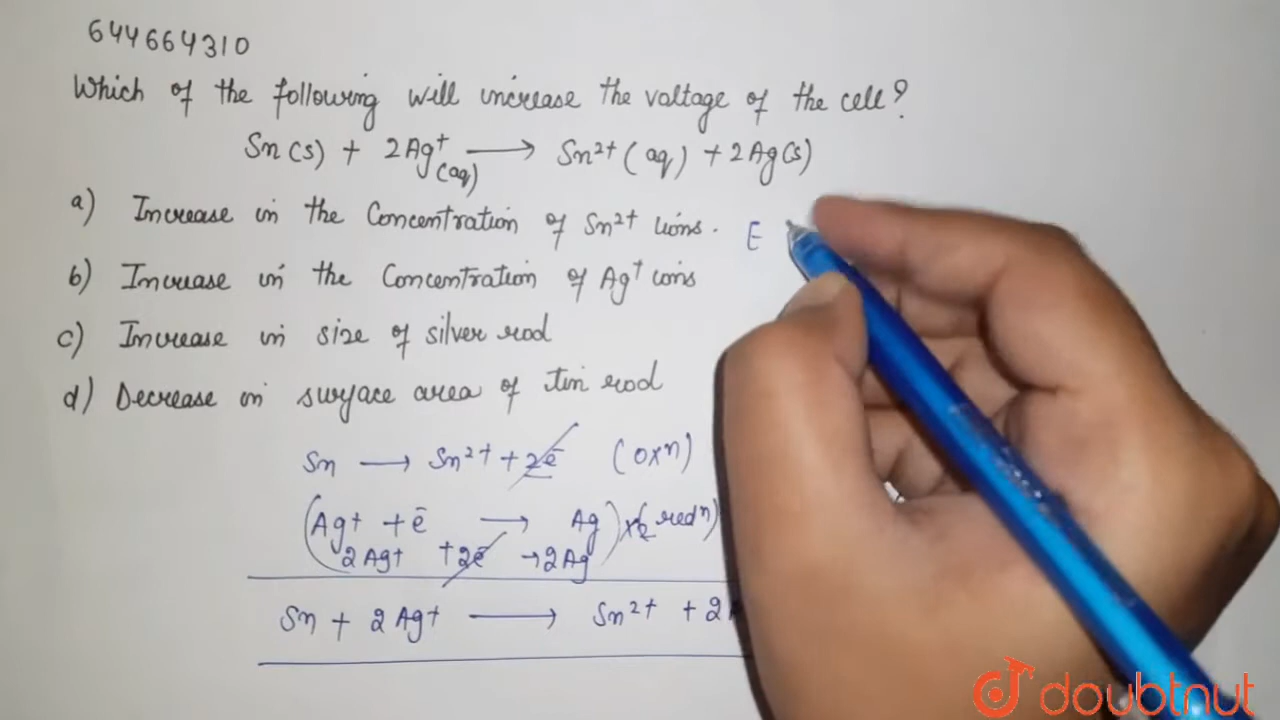 644664310
Which of the following will increase the voltage of the cell?
Sn(s) + 2Ag⁺(aq) ⟶ Sn²⁺(aq) + 2Ag(s)
a) Increase in the Concentration of Sn²⁺ ions. E
b) Increase in the Concentration of Ag⁺ ions
c) Increase in size of silver rod
d) Decrease in surface area of tin rod
Sn ⟶ Sn²⁺ + 2ē (oxⁿ)
(Ag⁺ + ē ⟶ Ag)×2 (redⁿ)
2Ag⁺ + 2ē → 2Ag
Sn + 2Ag⁺ ⟶ Sn²⁺ + 2
doubtnut